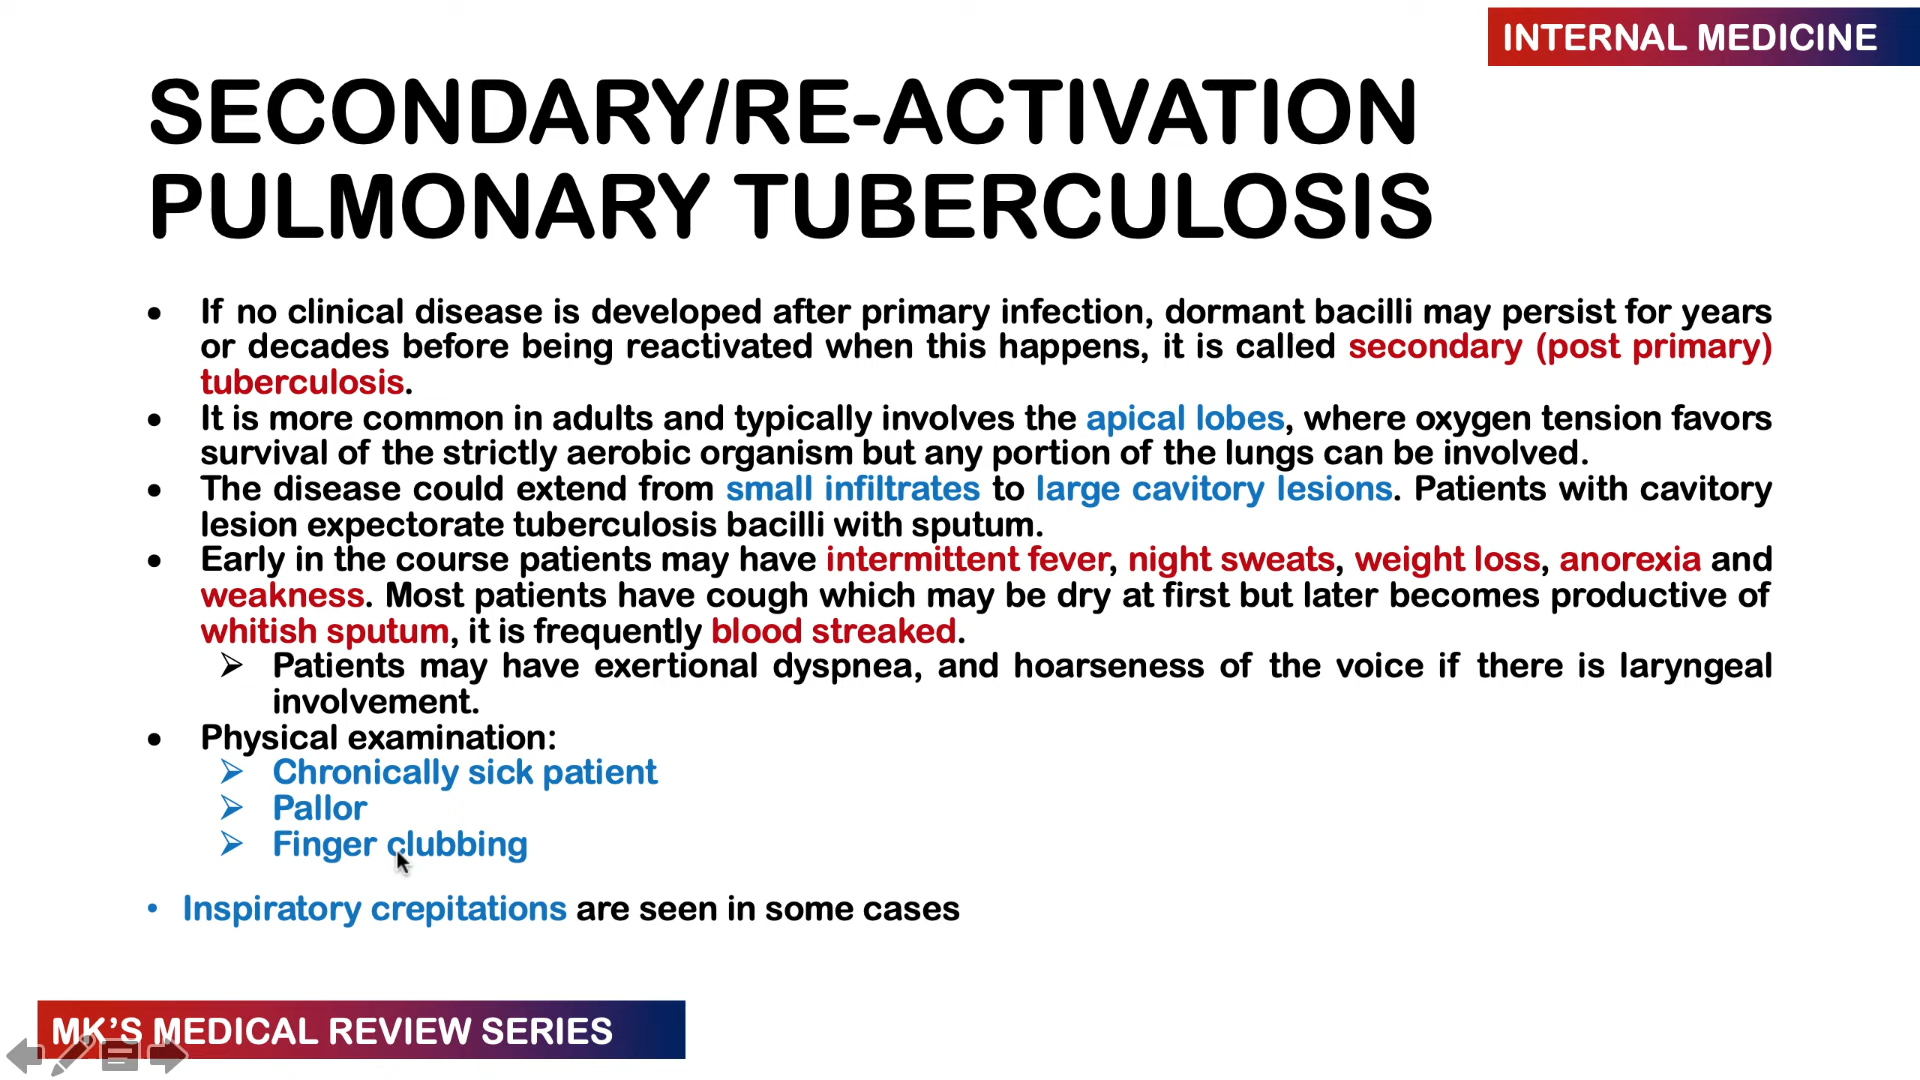 INTERNAL MEDICINE
SECONDARY/RE-ACTIVATION
PULMONARY TUBERCULOSIS
• If no clinical disease is developed after primary infection, dormant bacilli may persist for years
or decades before being reactivated when this happens, it is called secondary (post primary)
tuberculosis.
• It is more common in adults and typically involves the apical lobes, where oxygen tension favors
survival of the strictly aerobic organism but any portion of the lungs can be involved.
• The disease could extend from small infiltrates to large cavitory lesions. Patients with cavitory
lesion expectorate tuberculosis bacilli with sputum.
• Early in the course patients may have intermittent fever, night sweats, weight loss, anorexia and
weakness. Most patients have cough which may be dry at first but later becomes productive of
whitish sputum, it is frequently blood streaked.
➢ Patients may have exertional dyspnea, and hoarseness of the voice if there is laryngeal
involvement.
• Physical examination:
➢ Chronically sick patient
➢ Pallor
➢ Finger clubbing
• Inspiratory crepitations are seen in some cases
MK'S MEDICAL REVIEW SERIES